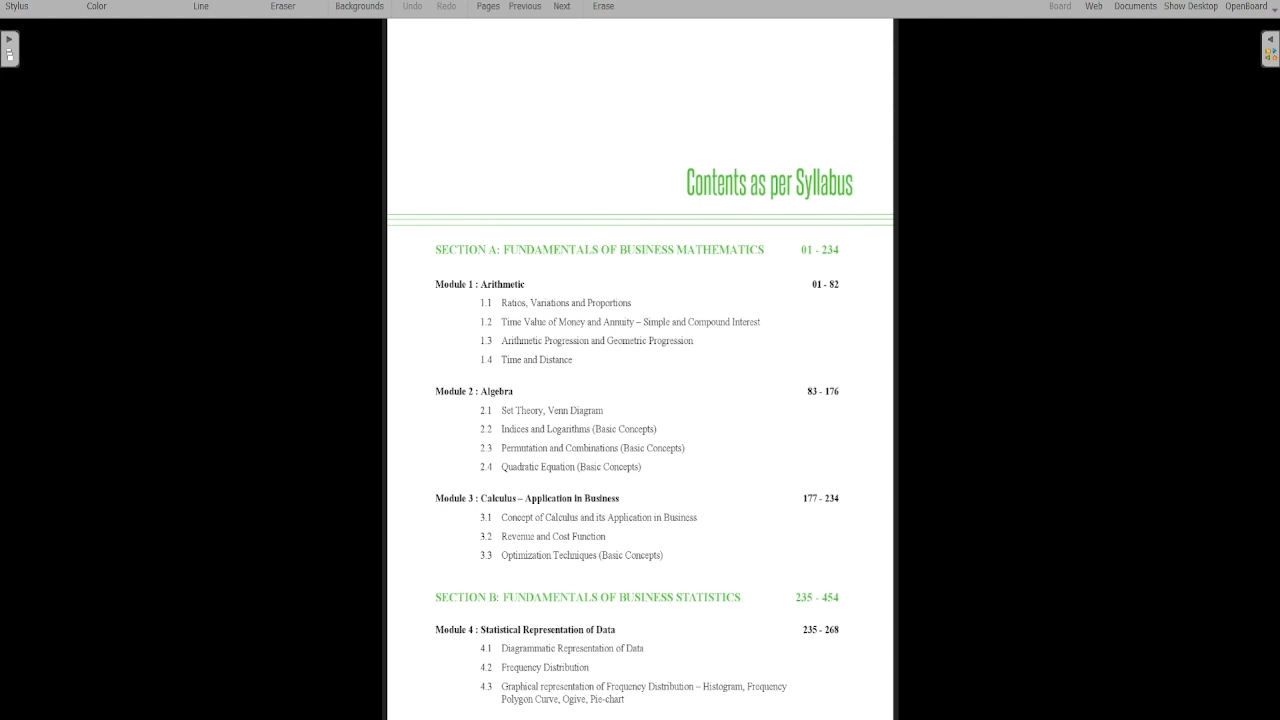 Stylus Color Line Eraser Backgrounds Undo Redo Pages Previous Next Erase Board Web Documents Show Desktop OpenBoard
Contents as per Syllabus
SECTION A: FUNDAMENTALS OF BUSINESS MATHEMATICS 01 - 234
Module 1 : Arithmetic 01 - 82
1.1 Ratios, Variations and Proportions
1.2 Time Value of Money and Annuity – Simple and Compound Interest
1.3 Arithmetic Progression and Geometric Progression
1.4 Time and Distance
Module 2 : Algebra 83 - 176
2.1 Set Theory, Venn Diagram
2.2 Indices and Logarithms (Basic Concepts)
2.3 Permutation and Combinations (Basic Concepts)
2.4 Quadratic Equation (Basic Concepts)
Module 3 : Calculus – Application in Business 177 - 234
3.1 Concept of Calculus and its Application in Business
3.2 Revenue and Cost Function
3.3 Optimization Techniques (Basic Concepts)
SECTION B: FUNDAMENTALS OF BUSINESS STATISTICS 235 - 454
Module 4 : Statistical Representation of Data 235 - 268
4.1 Diagrammatic Representation of Data
4.2 Frequency Distribution
4.3 Graphical representation of Frequency Distribution – Histogram, Frequency
Polygon Curve, Ogive, Pie-chart